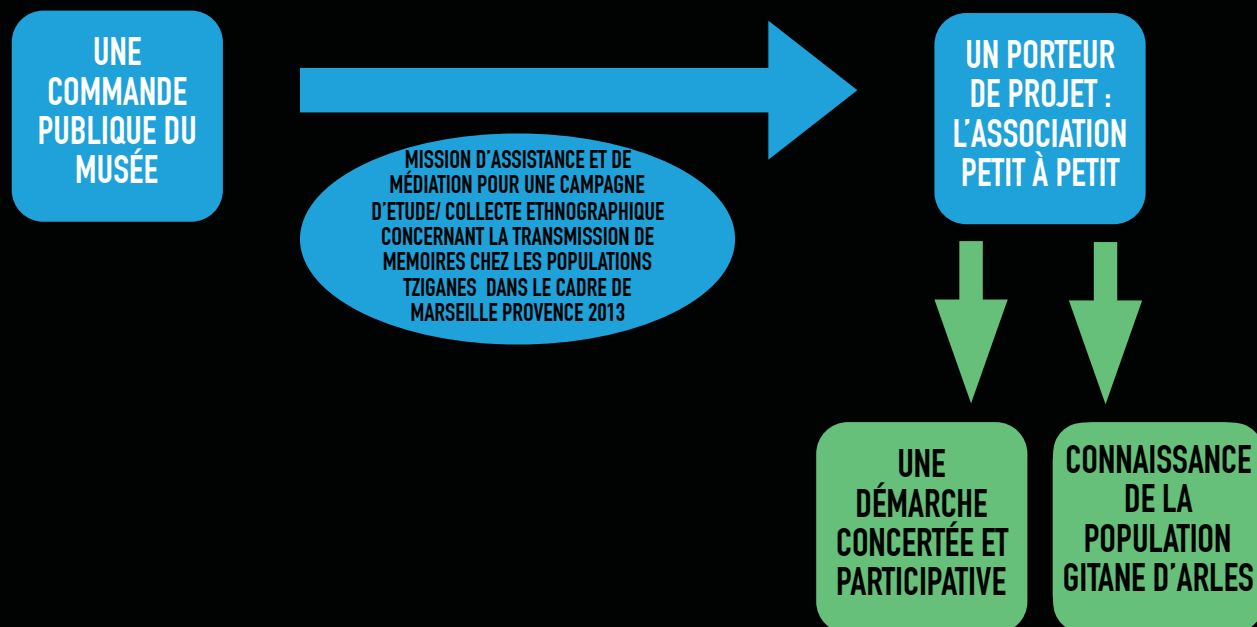 UNE
COMMANDE
PUBLIQUE DU
MUSÉE
MISSION D'ASSISTANCE ET DE
MÉDIATION POUR UNE CAMPAGNE
D'ETUDE/ COLLECTE ETHNOGRAPHIQUE
CONCERNANT LA TRANSMISSION DE
MEMOIRES CHEZ LES POPULATIONS
TZIGANES DANS LE CADRE DE
MARSEILLE PROVENCE 2013
UN PORTEUR
DE PROJET :
L'ASSOCIATION
PETIT À PETIT
UNE
DÉMARCHE
CONCERTÉE ET
PARTICIPATIVE
CONNAISSANCE
DE LA
POPULATION
GITANE D'ARLES